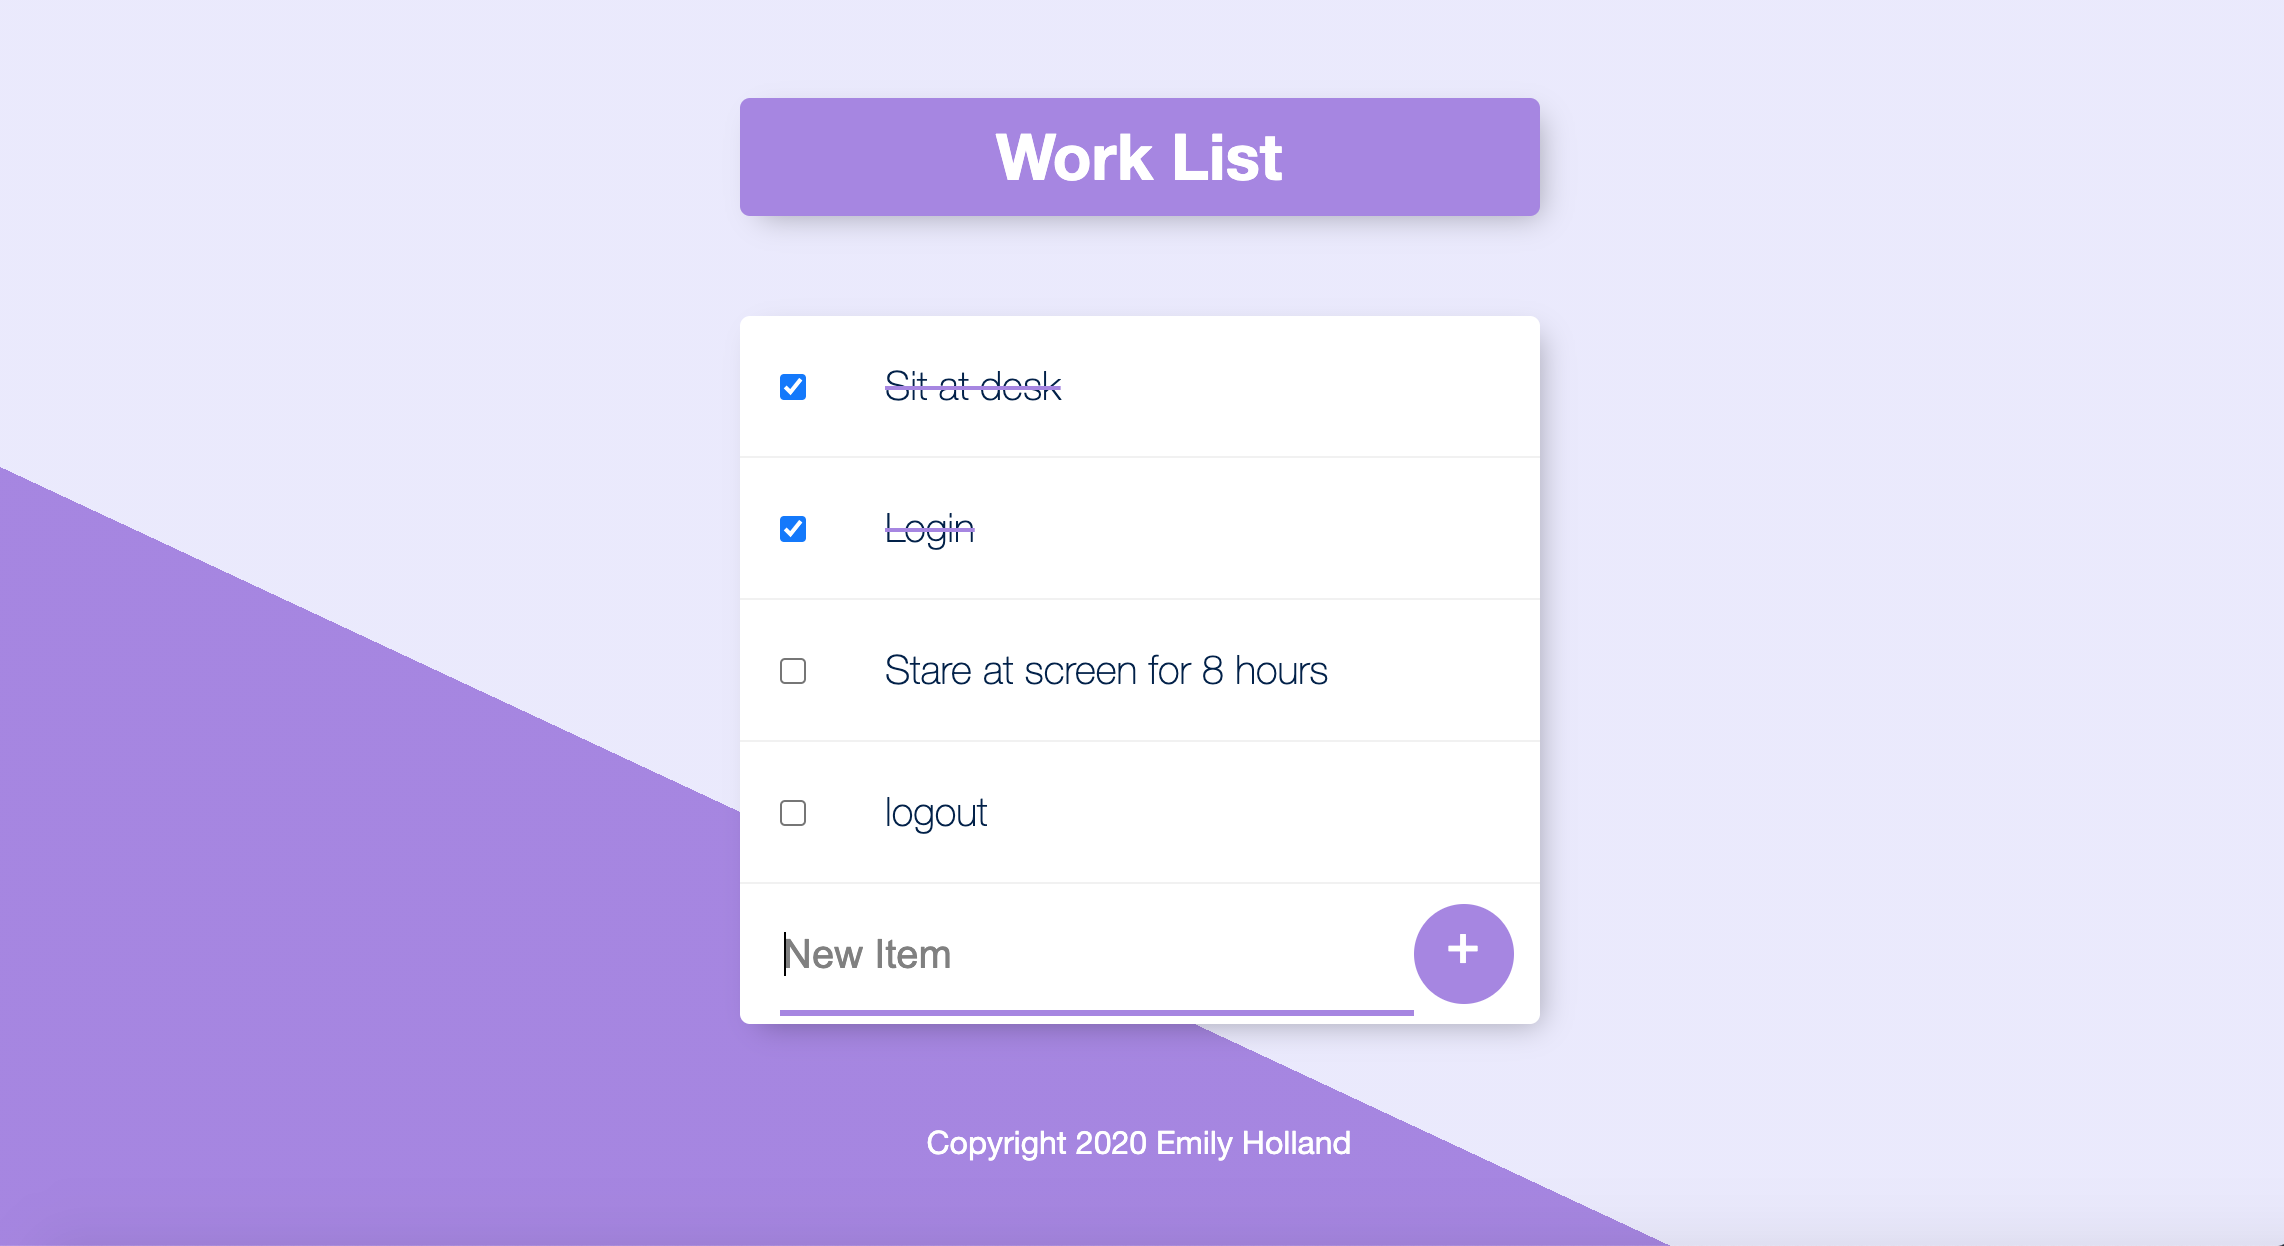 Work List
Sit at desk
Login
Stare at screen for 8 hours
logout
New Item
+
Copyright 2020 Emily Holland